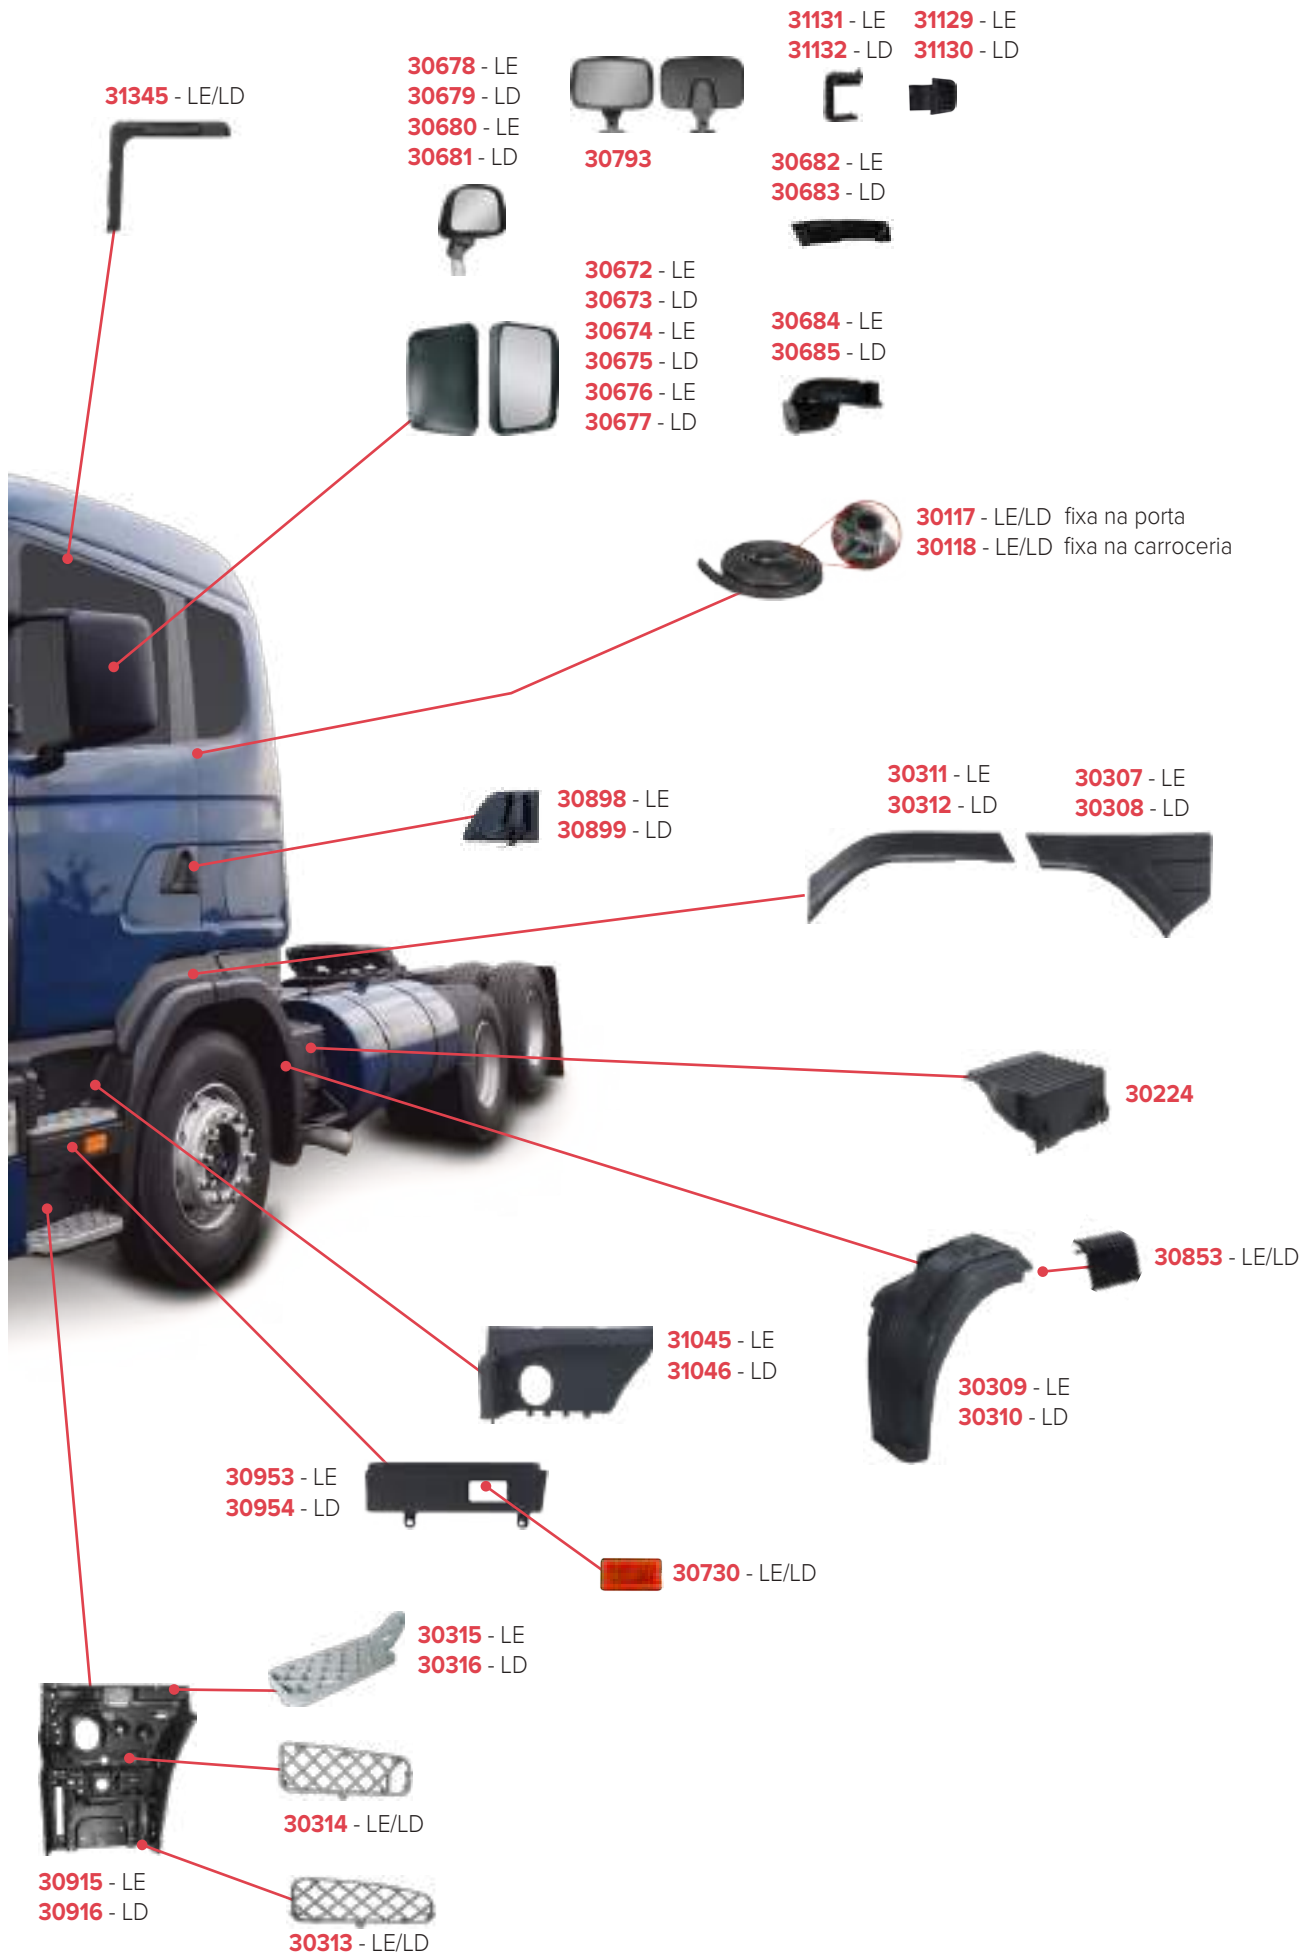 31131 - LE
31132 - LD
31129 - LE
31130 - LD
30678 - LE
30679 - LD
30680 - LE
30681 - LD
31345 - LE/LD
30793
30682 - LE
30683 - LD
30672 - LE
30673 - LD
30674 - LE
30675 - LD
30676 - LE
30677 - LD
30684 - LE
30685 - LD
30117 - LE/LD fixa na porta
30118 - LE/LD fixa na carroceria
30898 - LE
30899 - LD
30311 - LE
30312 - LD
30307 - LE
30308 - LD
30224
30853 - LE/LD
31045 - LE
31046 - LD
30309 - LE
30310 - LD
30953 - LE
30954 - LD
30730 - LE/LD
30315 - LE
30316 - LD
30314 - LE/LD
30915 - LE
30916 - LD
30313 - LE/LD